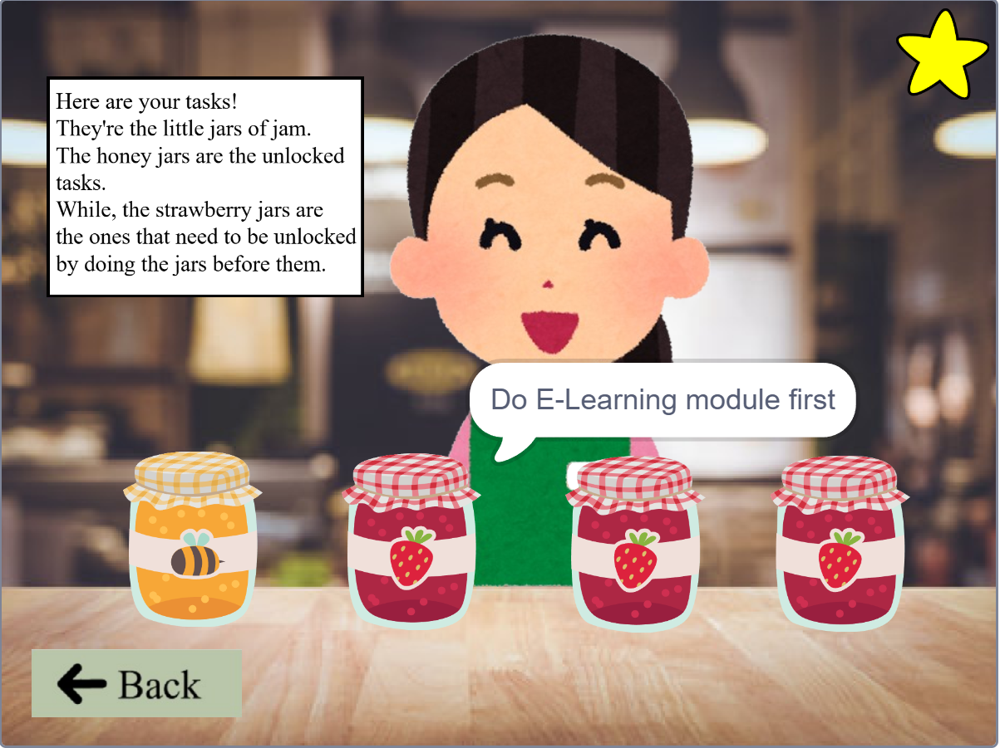 Here are your tasks!
They're the little jars of jam.
The honey jars are the unlocked
tasks.
While, the strawberry jars are
the ones that need to be unlocked
by doing the jars before them.
Do E-Learning module first
Back